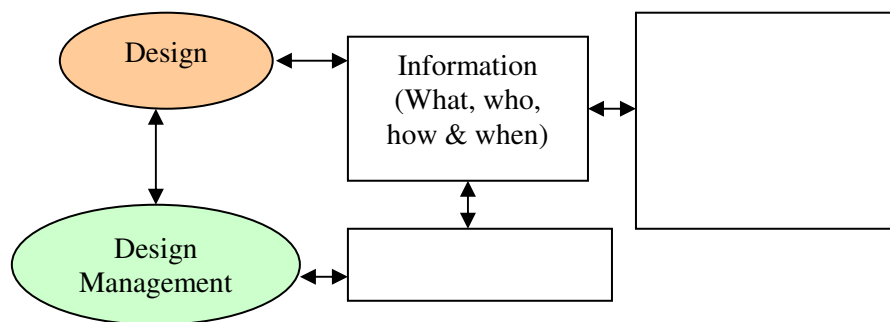 Design
Information
(What, who,
how & when)
Design
Management